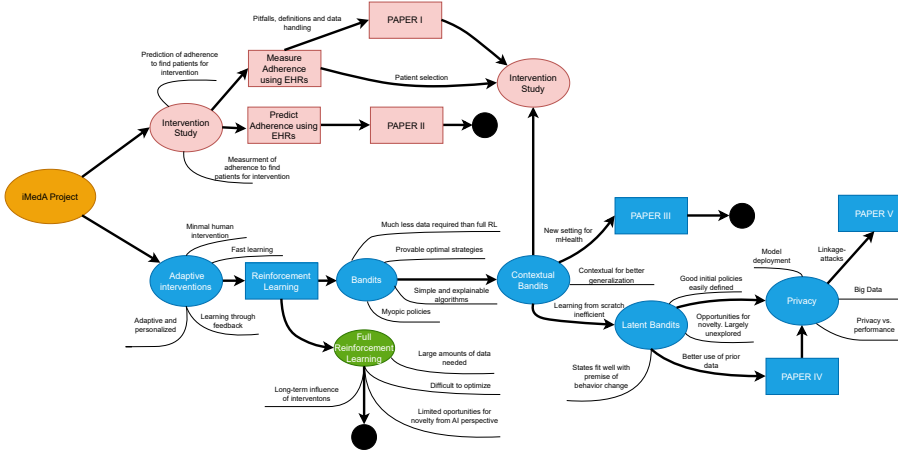 Pitfalls, definitions and data
handling
PAPER I
Prediction of adherence
to find patients for
intervention
Measure
Adherence
using EHRs
Patient selection
Intervention
Study
Intervention
Study
Predict
Adherence using
EHRs
PAPER II
Measurment of
adherence to find
patients for intervention
iMedA Project
Minmal human
intervention
Fast learning
Adaptive
interventions
Reinforcement
Learning
Adaptive and
personalized
Learning through
feedback
Much less data required than full RL
Provable optimal strategies
Bandits
Simple and explainable
algorithms
Myopic policies
Full
Reinforcement
Learning
Large amounts of data
needed
Long-term influence
of interventons
Difficult to optimize
Limited oportunities for
novelty from AI perspective
Contextual
Bandits
New setting for
mHealth
PAPER III
Contextual for better
generalization
Learning from scratch
inefficient
Latent Bandits
Good initial policies
easily defined
Opportunities for
novelty. Largely
unexplored
States fit well with
premise of
behavior change
Better use of prior
data
PAPER IV
Model
deployment
Privacy
Linkage-
attacks
PAPER V
Big Data
Privacy vs.
performance